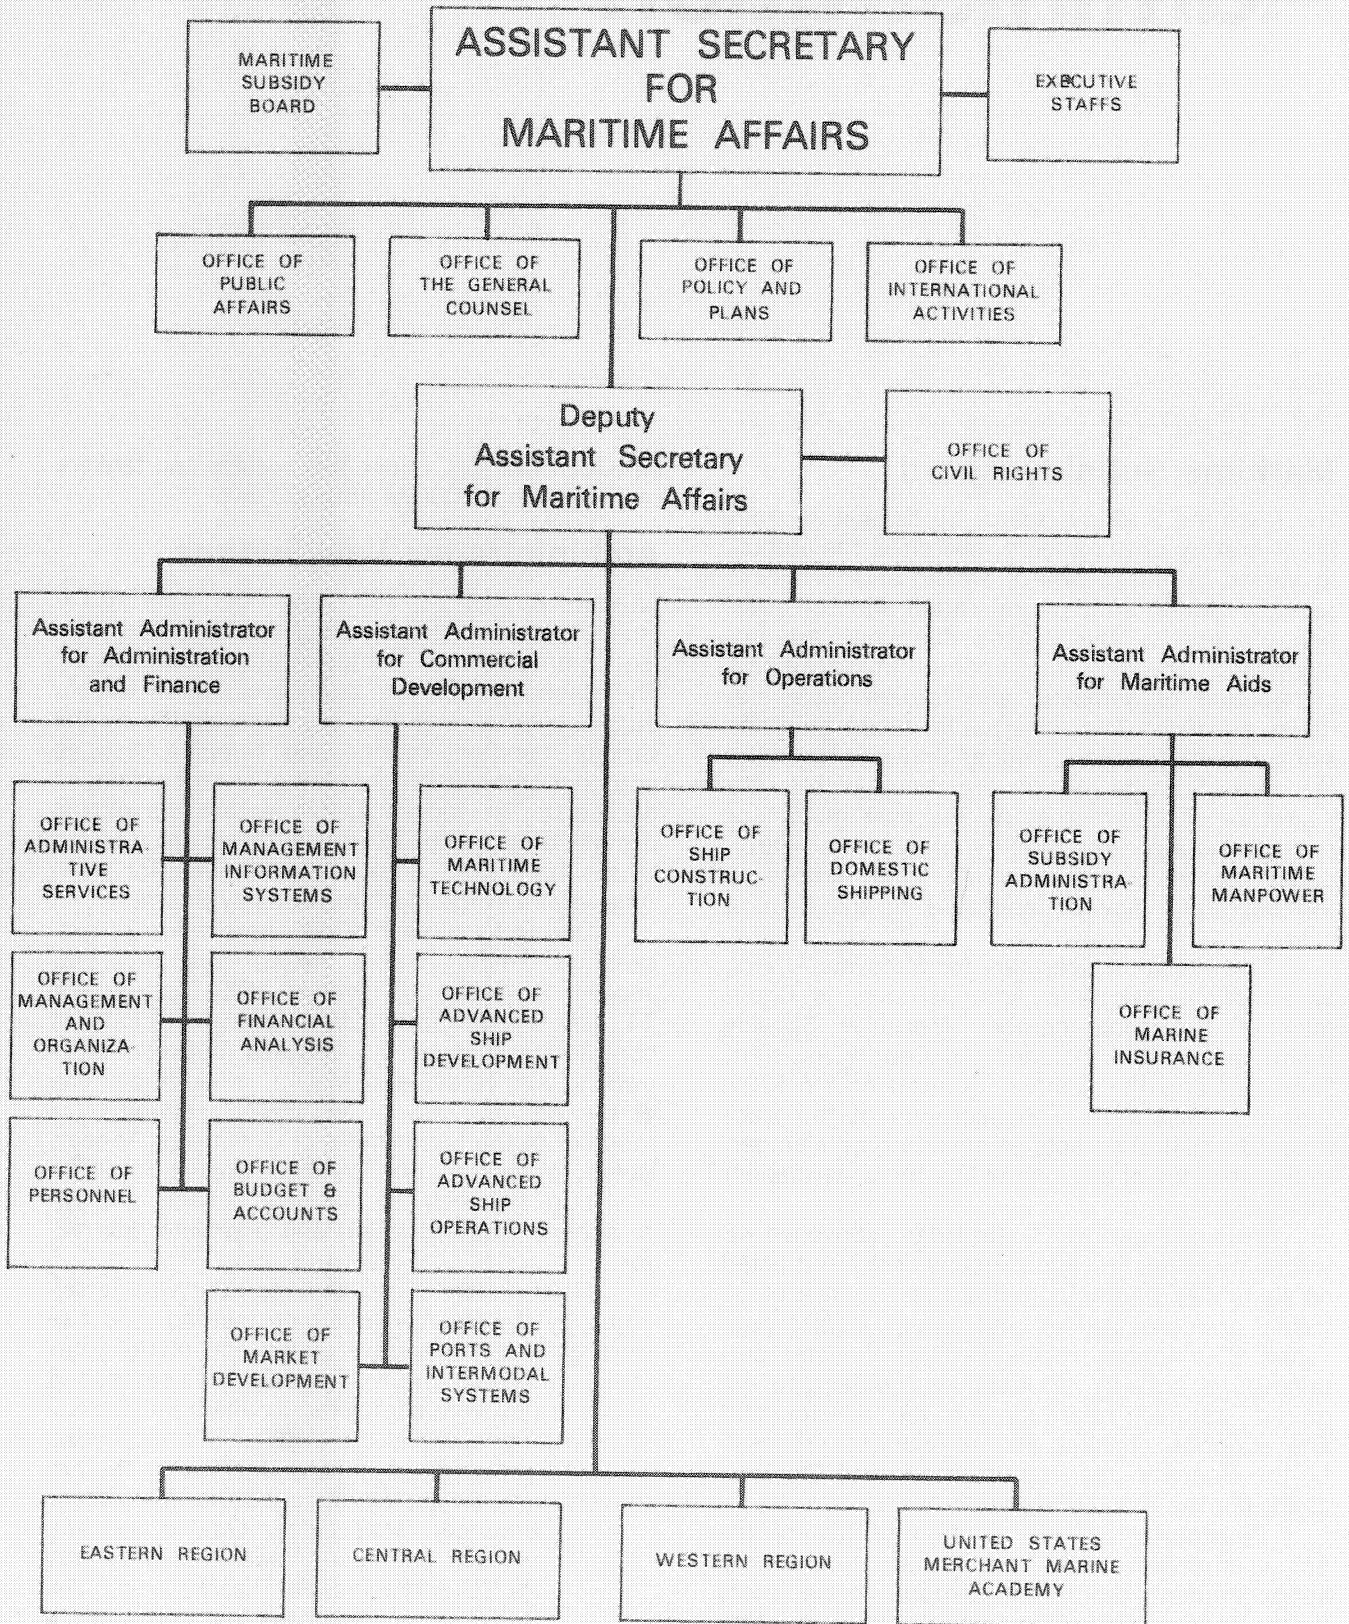 MARITIME
SUBSIDY
BOARD
ASSISTANT SECRETARY
FOR
MARITIME AFFAIRS
EXECUTIVE
STAFFS
OFFICE OF
PUBLIC
AFFAIRS
OFFICE OF
THE GENERAL
COUNSEL
OFFICE OF
POLICY AND
PLANS
OFFICE OF
INTERNATIONAL
ACTIVITIES
Deputy
Assistant Secretary
for Maritime Affairs
OFFICE OF
CIVIL RIGHTS
Assistant Administrator
for Administration
and Finance
Assistant Administrator
for Commercial
Development
Assistant Administrator
for Operations
Assistant Administrator
for Maritime Aids
OFFICE OF
ADMINISTRA-
TIVE
SERVICES
OFFICE OF
MANAGEMENT
INFORMATION
SYSTEMS
OFFICE OF
MARITIME
TECHNOLOGY
OFFICE OF
SHIP
CONSTRUC-
TION
OFFICE OF
DOMESTIC
SHIPPING
OFFICE OF
SUBSIDY
ADMINISTRA-
TION
OFFICE OF
MARITIME
MANPOWER
OFFICE OF
MANAGEMENT
AND
ORGANIZA-
TION
OFFICE OF
FINANCIAL
ANALYSIS
OFFICE OF
ADVANCED
SHIP
DEVELOPMENT
OFFICE OF
MARINE
INSURANCE
OFFICE OF
PERSONNEL
OFFICE OF
BUDGET &
ACCOUNTS
OFFICE OF
ADVANCED
SHIP
OPERATIONS
OFFICE OF
MARKET
DEVELOPMENT
OFFICE OF
PORTS AND
INTERMODAL
SYSTEMS
EASTERN REGION
CENTRAL REGION
WESTERN REGION
UNITED STATES
MERCHANT MARINE
ACADEMY